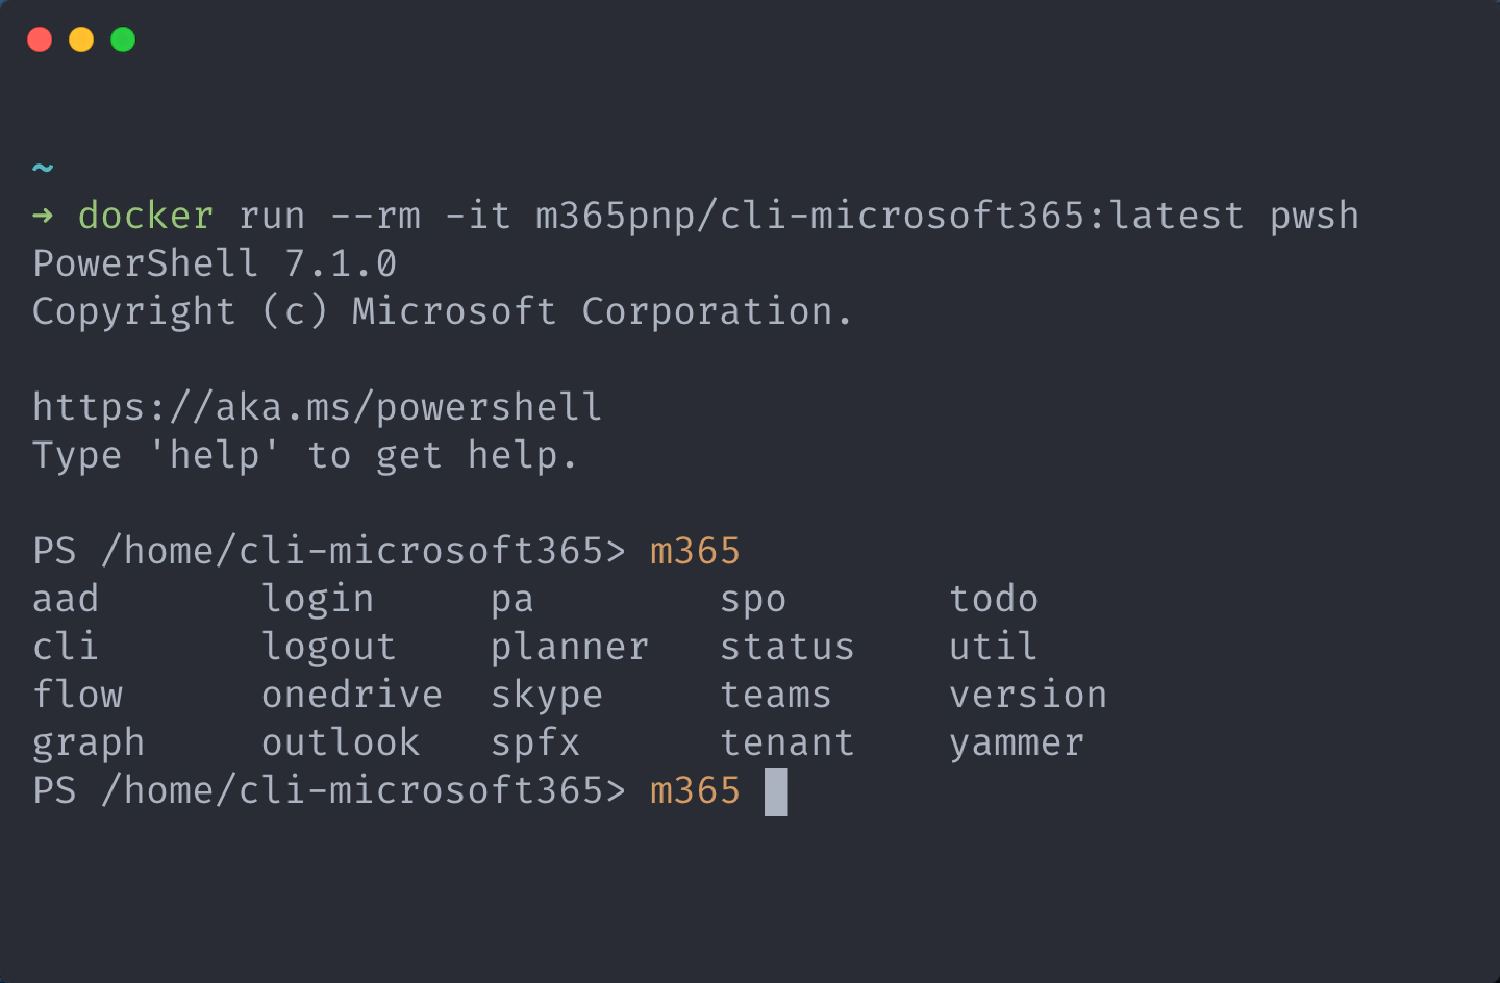 ~
→ docker run --rm -it m365pnp/cli-microsoft365:latest pwsh
PowerShell 7.1.0
Copyright (c) Microsoft Corporation.
https://aka.ms/powershell
Type 'help' to get help.
PS /home/cli-microsoft365> m365
aad login pa spo todo
cli logout planner status util
flow onedrive skype teams version
graph outlook spfx tenant yammer
PS /home/cli-microsoft365> m365